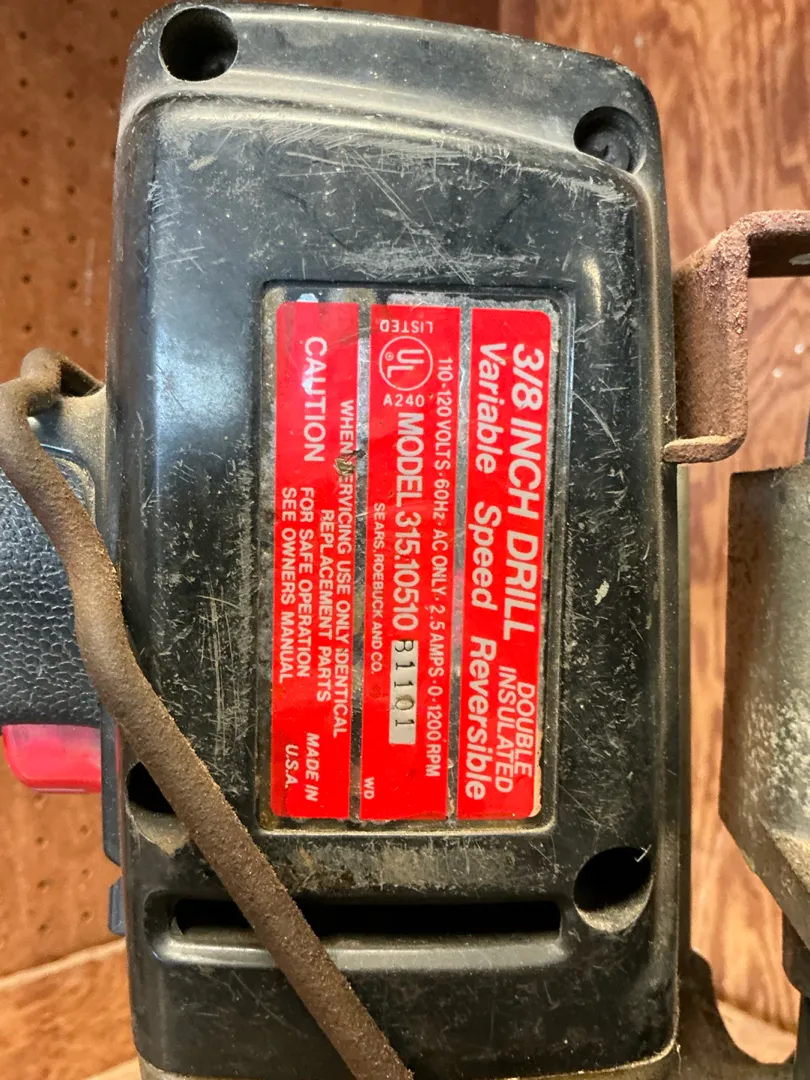 3/8 INCH DRILL DOUBLE INSULATED
Variable Speed Reversible
110-120 VOLTS·60Hz·AC ONLY·2.5 AMPS·0-1200 RPM
LISTED
UL®
A240
MODEL 315.10510 B1101
SEARS, ROEBUCK AND CO.
WD
CAUTION
WHEN SERVICING USE ONLY IDENTICAL
REPLACEMENT PARTS
FOR SAFE OPERATION
SEE OWNERS MANUAL
MADE IN
U.S.A.